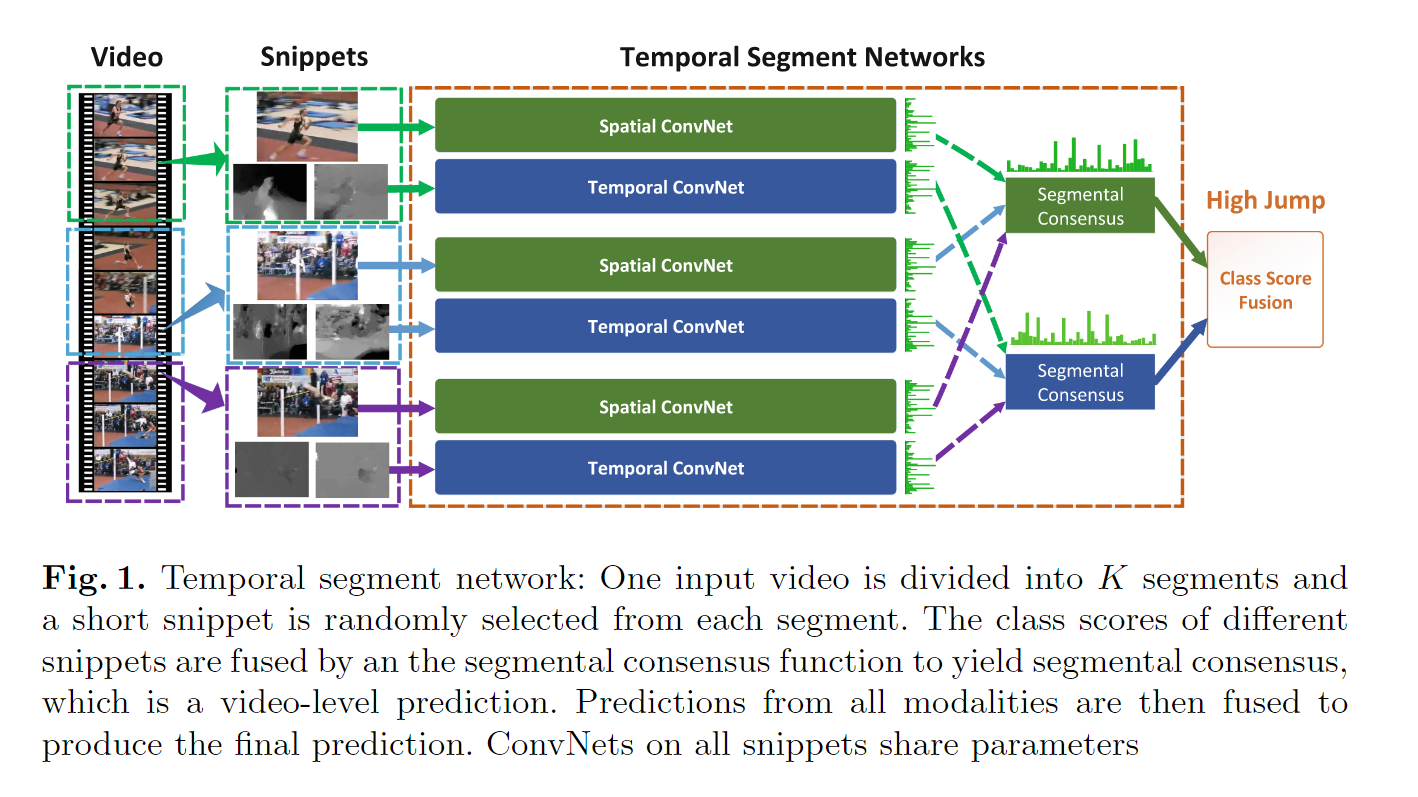 Video
Snippets
Temporal Segment Networks
Spatial ConvNet
Temporal ConvNet
Spatial ConvNet
Temporal ConvNet
Spatial ConvNet
Temporal ConvNet
Segmental
Consensus
Segmental
Consensus
High Jump
Class Score
Fusion
Fig. 1. Temporal segment network: One input video is divided into K segments and
a short snippet is randomly selected from each segment. The class scores of different
snippets are fused by an the segmental consensus function to yield segmental consensus,
which is a video-level prediction. Predictions from all modalities are then fused to
produce the final prediction. ConvNets on all snippets share parameters